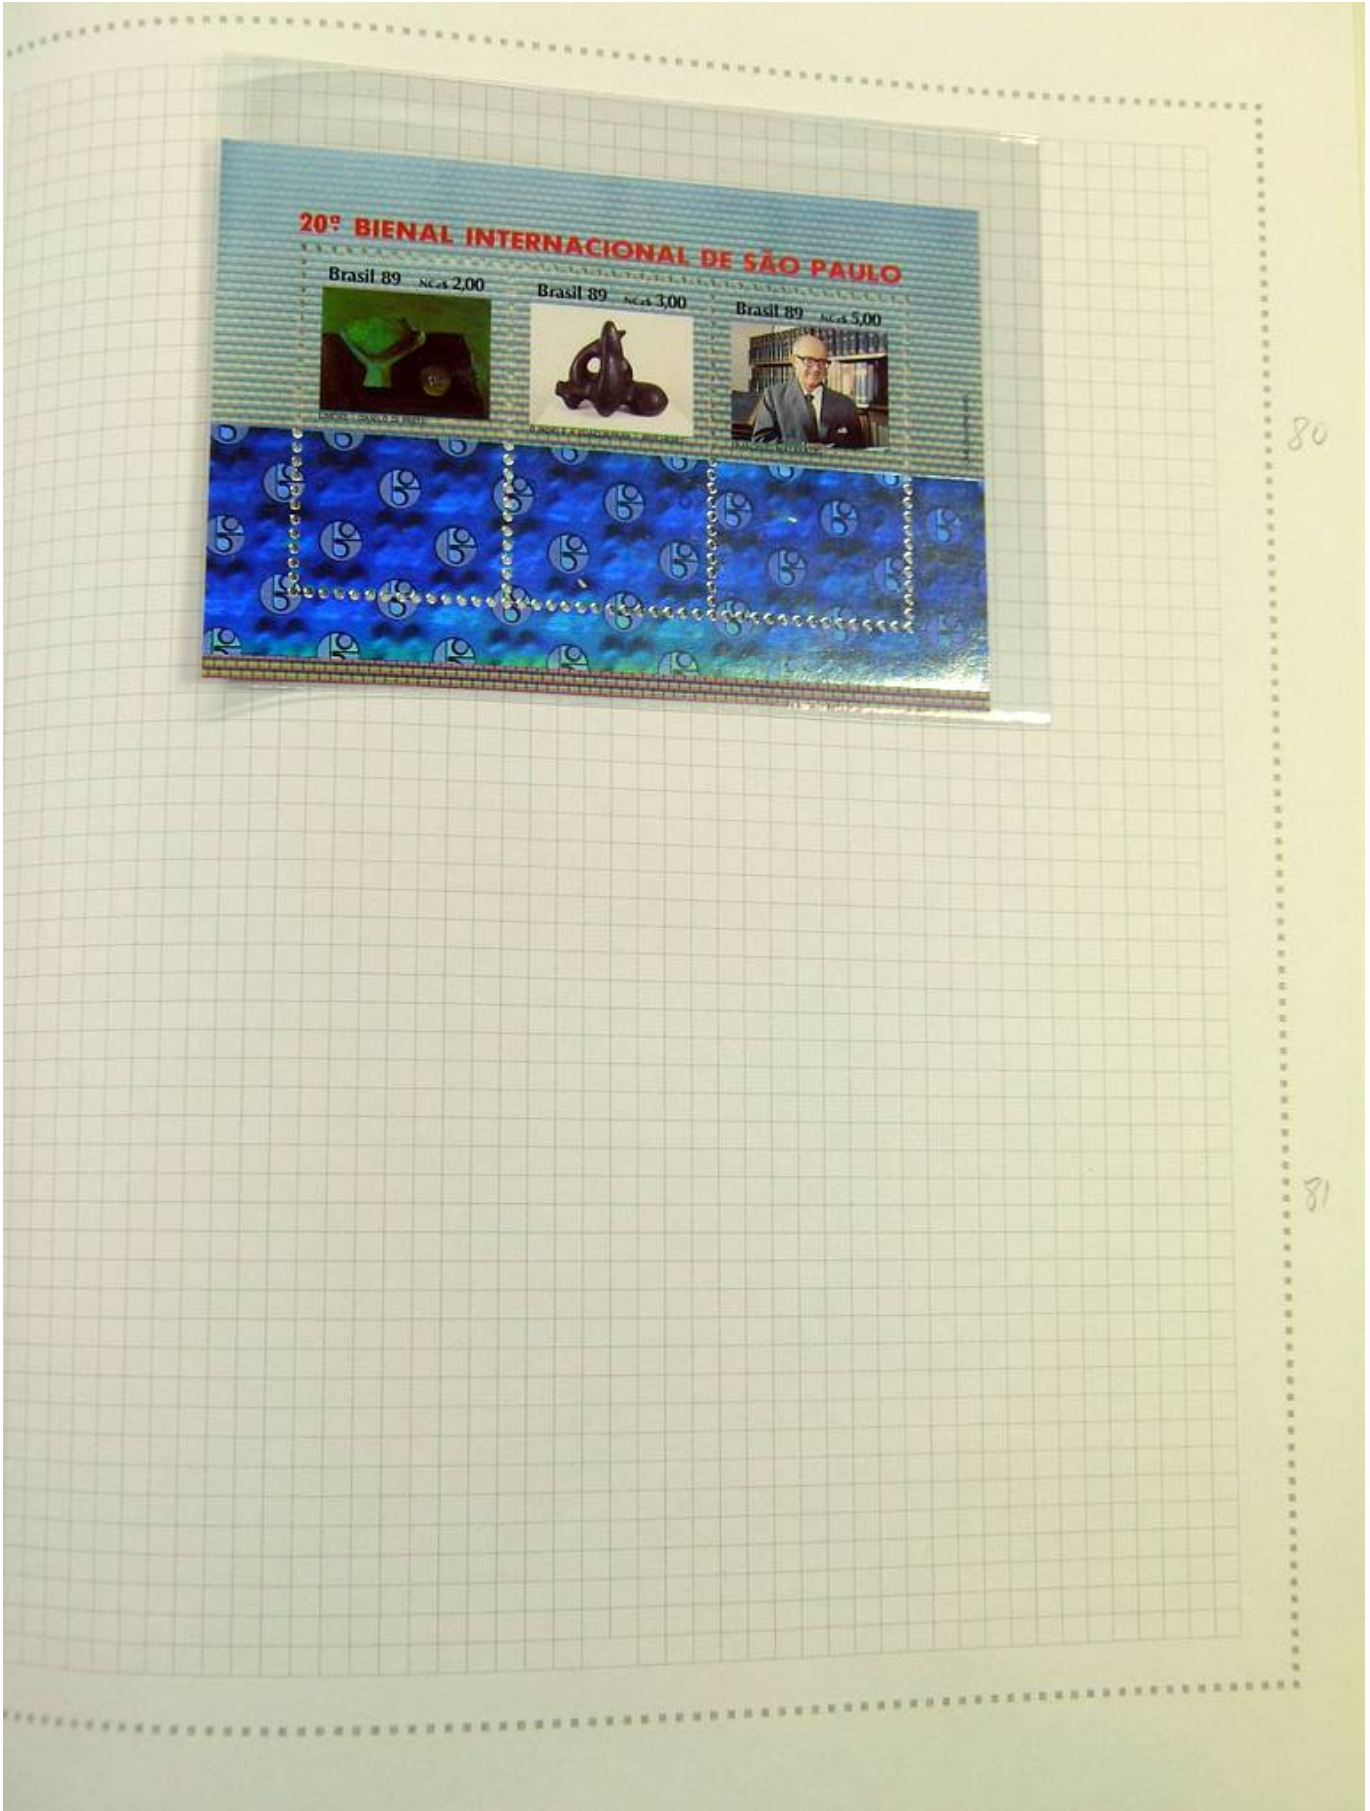 20ª BIENAL INTERNACIONAL DE SÃO PAULO
Brasil 89 NCz$ 2,00
Brasil 89 NCz$ 3,00
Brasil 89 NCz$ 5,00
80
81